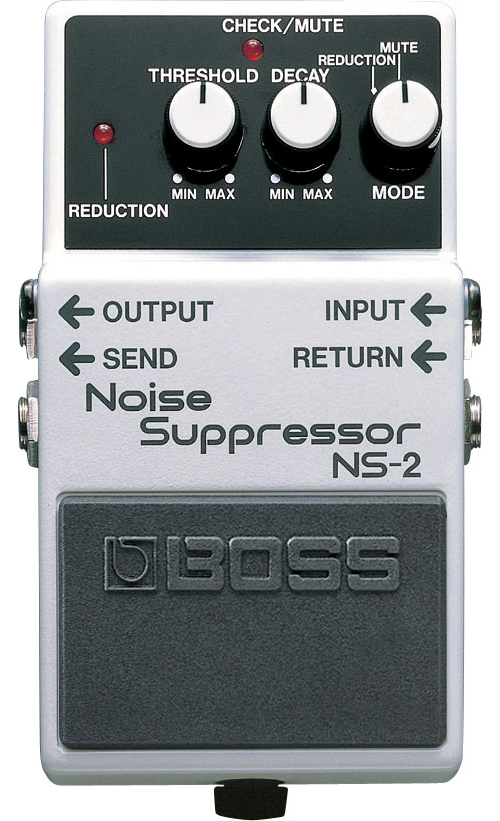 CHECK/MUTE
MUTE
REDUCTION
THRESHOLD DECAY
MIN MAX MIN MAX MODE
REDUCTION
← OUTPUT INPUT ←
← SEND RETURN ←
Noise
Suppressor
NS-2
BOSS